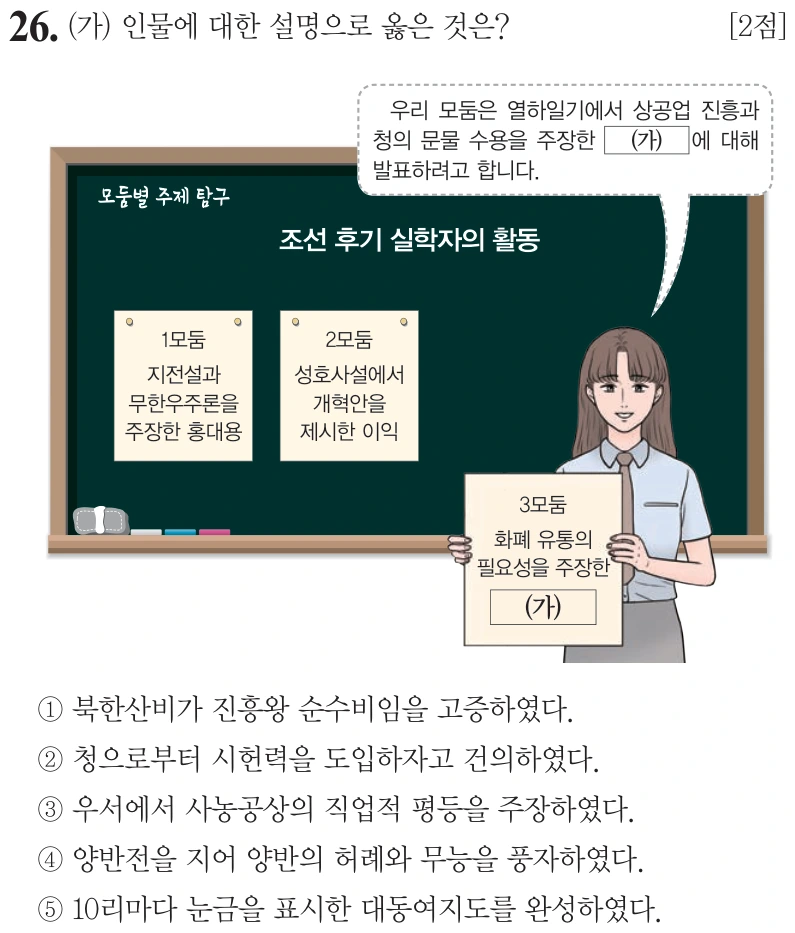 26. (가) 인물에 대한 설명으로 옳은 것은? [2점]
우리 모둠은 열하일기에서 상공업 진흥과
청의 문물 수용을 주장한 (가) 에 대해
발표하려고 합니다.
모둠별 주제 탐구
조선 후기 실학자의 활동
1모둠
지전설과
무한우주론을
주장한 홍대용
2모둠
성호사설에서
개혁안을
제시한 이익
3모둠
화폐 유통의
필요성을 주장한
(가)
① 북한산비가 진흥왕 순수비임을 고증하였다.
② 청으로부터 시헌력을 도입하자고 건의하였다.
③ 우서에서 사농공상의 직업적 평등을 주장하였다.
④ 양반전을 지어 양반의 허례와 무능을 풍자하였다.
⑤ 10리마다 눈금을 표시한 대동여지도를 완성하였다.